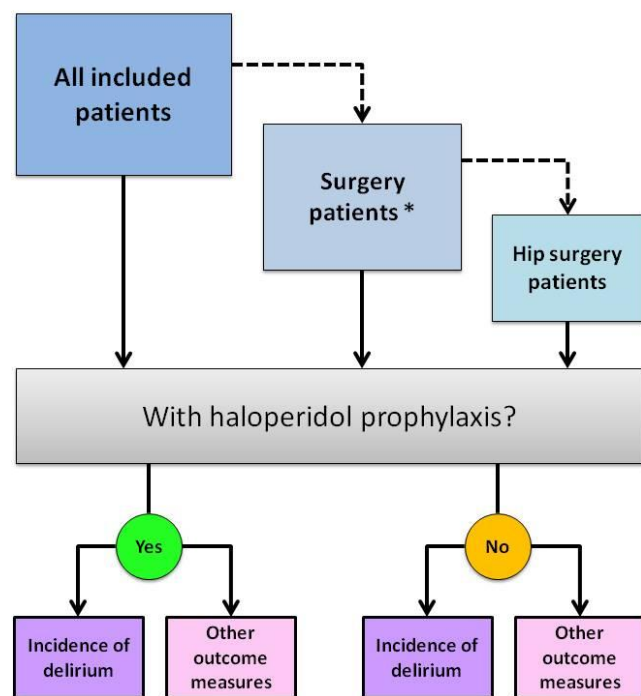 All included
patients
Surgery
patients *
Hip surgery
patients
With haloperidol prophylaxis?
Yes
No
Incidence of
delirium
Other
outcome
measures
Incidence of
delirium
Other
outcome
measures